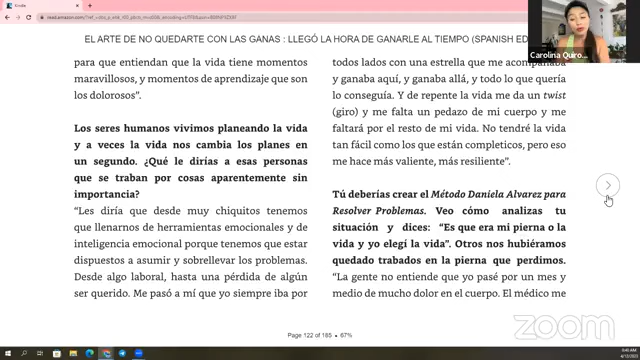 Kindle
EL ARTE DE NO QUEDARTE CON LAS GANAS : LLEGÓ LA HORA DE GANARLE AL TIEMPO (SPANISH ED
para que entiendan que la vida tiene momentos
maravillosos, y momentos de aprendizaje que son
los dolorosos”.
Los seres humanos vivimos planeando la vida
y a veces la vida nos cambia los planes en
un segundo. ¿Qué le dirías a esas personas
que se traban por cosas aparentemente sin
importancia?
“Les diría que desde muy chiquitos tenemos
que llenarnos de herramientas emocionales y de
inteligencia emocional porque tenemos que estar
dispuestos a asumir y sobrellevar los problemas.
Desde algo laboral, hasta una pérdida de algún
ser querido. Me pasó a mí que yo siempre iba por
todos lados con una estrella que me acompañaba
y ganaba aquí, y ganaba allá, y todo lo que quería
lo conseguía. Y de repente la vida me da un twist
(giro) y me falta un pedazo de mi cuerpo y me
faltará por el resto de mi vida. No tendré la vida
tan fácil como los que están completicos, pero eso
me hace más valiente, más resiliente”.
Tú deberías crear el Método Daniela Alvarez para
Resolver Problemas. Veo cómo analizas tu
situación y dices: “Es que era mi pierna o la
vida y yo elegí la vida”. Otros nos hubiéramos
quedado trabados en la pierna que perdimos.
“La gente no entiende que yo pasé por un mes y
medio de mucho dolor en el cuerpo. El médico me
Page 122 of 185 • 67%
Carolina Quiro...
zoom